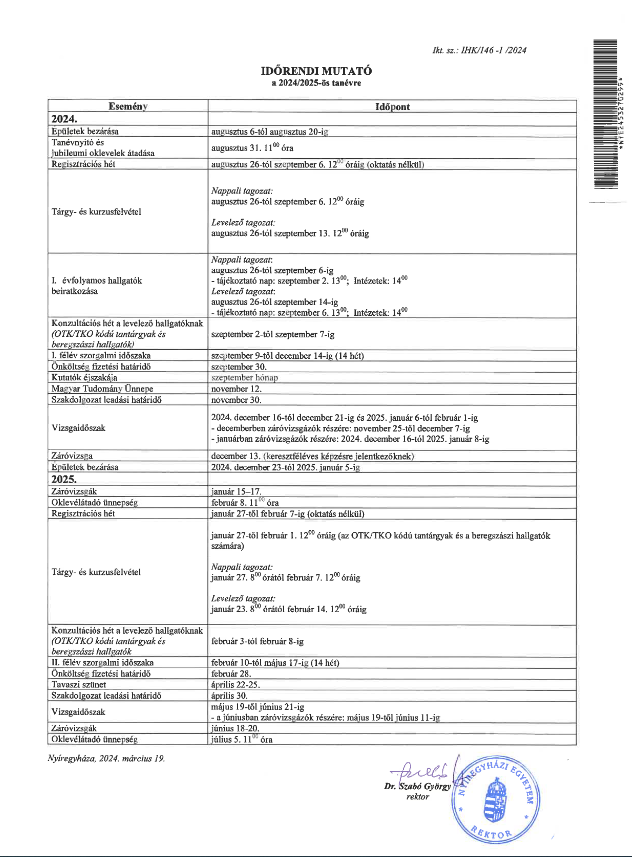 Ikt. sz.: IHK/146 -1 /2024
IDŐRENDI MUTATÓ
a 2024/2025-ös tanévre
Esemény Időpont
2024.
Épületek bezárása augusztus 6-tól augusztus 20-ig
Tanévnyitó és
jubileumi oklevelek átadása augusztus 31. 11⁰⁰ óra
Regisztrációs hét augusztus 26-tól szeptember 6. 12⁰⁰ óráig (oktatás nélkül)
Tárgy- és kurzusfelvétel
Nappali tagozat:
augusztus 26-tól szeptember 6. 12⁰⁰ óráig
Levelező tagozat:
augusztus 26-tól szeptember 13. 12⁰⁰ óráig
I. évfolyamos hallgatók
beiratkozása
Nappali tagozat:
augusztus 26-tól szeptember 6-ig
- tájékoztató nap: szeptember 2. 13⁰⁰; Intézetek: 14⁰⁰
Levelező tagozat:
augusztus 26-tól szeptember 14-ig
- tájékoztató nap: szeptember 6. 13⁰⁰; Intézetek: 14⁰⁰
Konzultációs hét a levelező hallgatóknak
(OTK/TKO kódú tantárgyak és
beregszászi hallgatók)
szeptember 2-től szeptember 7-ig
I. félév szorgalmi időszaka szeptember 9-től december 14-ig (14 hét)
Önköltség fizetési határidő szeptember 30.
Kutatók éjszakája szeptember hónap
Magyar Tudomány Ünnepe november 12.
Szakdolgozat leadási határidő november 30.
Vizsgaidőszak
2024. december 16-tól december 21-ig és 2025. január 6-tól február 1-ig
- decemberben záróvizsgázók részére: november 25-től december 7-ig
- januárban záróvizsgázók részére: 2024. december 16-tól 2025. január 8-ig
Záróvizsga december 13. (keresztféléves képzésre jelentkezőknek)
Épületek bezárása 2024. december 23-tól 2025. január 5-ig
2025.
Záróvizsgák január 15–17.
Oklevélátadó ünnepség február 8. 11⁰⁰ óra
Regisztrációs hét január 27-től február 7-ig (oktatás nélkül)
Tárgy- és kurzusfelvétel
január 27-től február 1. 12⁰⁰ óráig (az OTK/TKO kódú tantárgyak és a beregszászi hallgatók
számára)
Nappali tagozat:
január 27. 8⁰⁰ órától február 7. 12⁰⁰ óráig
Levelező tagozat:
január 23. 8⁰⁰ órától február 14. 12⁰⁰ óráig
Konzultációs hét a levelező hallgatóknak
(OTK/TKO kódú tantárgyak és
beregszászi hallgatók
február 3-tól február 8-ig
II. félév szorgalmi időszaka február 10-tól május 17-ig (14 hét)
Önköltség fizetési határidő február 28.
Tavaszi szünet április 22-25.
Szakdolgozat leadási határidő április 30.
Vizsgaidőszak
május 19-től június 21-ig
- a júniusban záróvizsgázók részére: május 19-től június 11-ig
Záróvizsgák június 18-20.
Oklevélátadó ünnepség július 5. 11⁰⁰ óra
Nyíregyháza, 2024. március 19.
Dr. Szabó György
rektor
NYÍREGYHÁZI EGYETEM
REKTOR